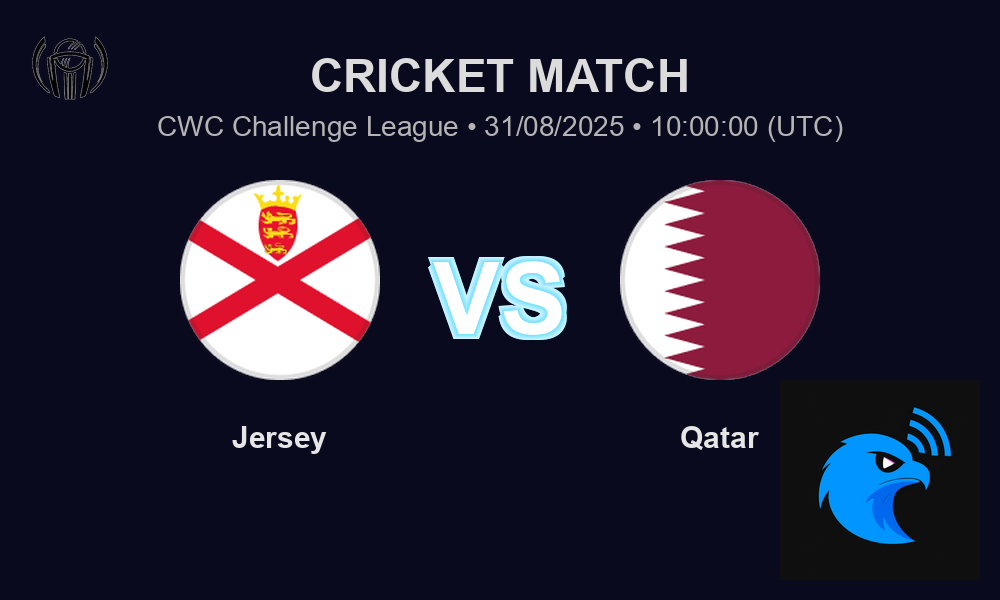 CRICKET MATCH
CWC Challenge League • 31/08/2025 • 10:00:00 (UTC)
VS
Jersey
Qatar